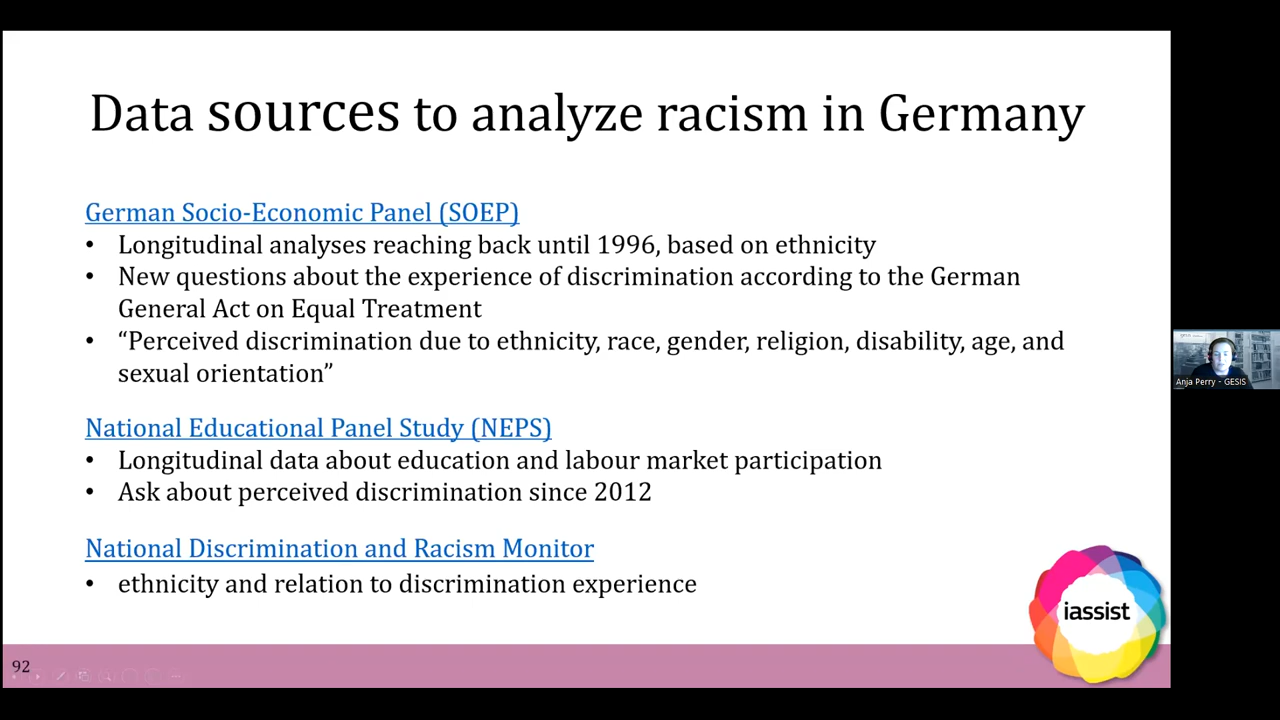 Data sources to analyze racism in Germany
German Socio-Economic Panel (SOEP)
• Longitudinal analyses reaching back until 1996, based on ethnicity
• New questions about the experience of discrimination according to the German
General Act on Equal Treatment
• “Perceived discrimination due to ethnicity, race, gender, religion, disability, age, and
sexual orientation”
National Educational Panel Study (NEPS)
• Longitudinal data about education and labour market participation
• Ask about perceived discrimination since 2012
National Discrimination and Racism Monitor
• ethnicity and relation to discrimination experience
iassist
92
Anja Perry - GESIS